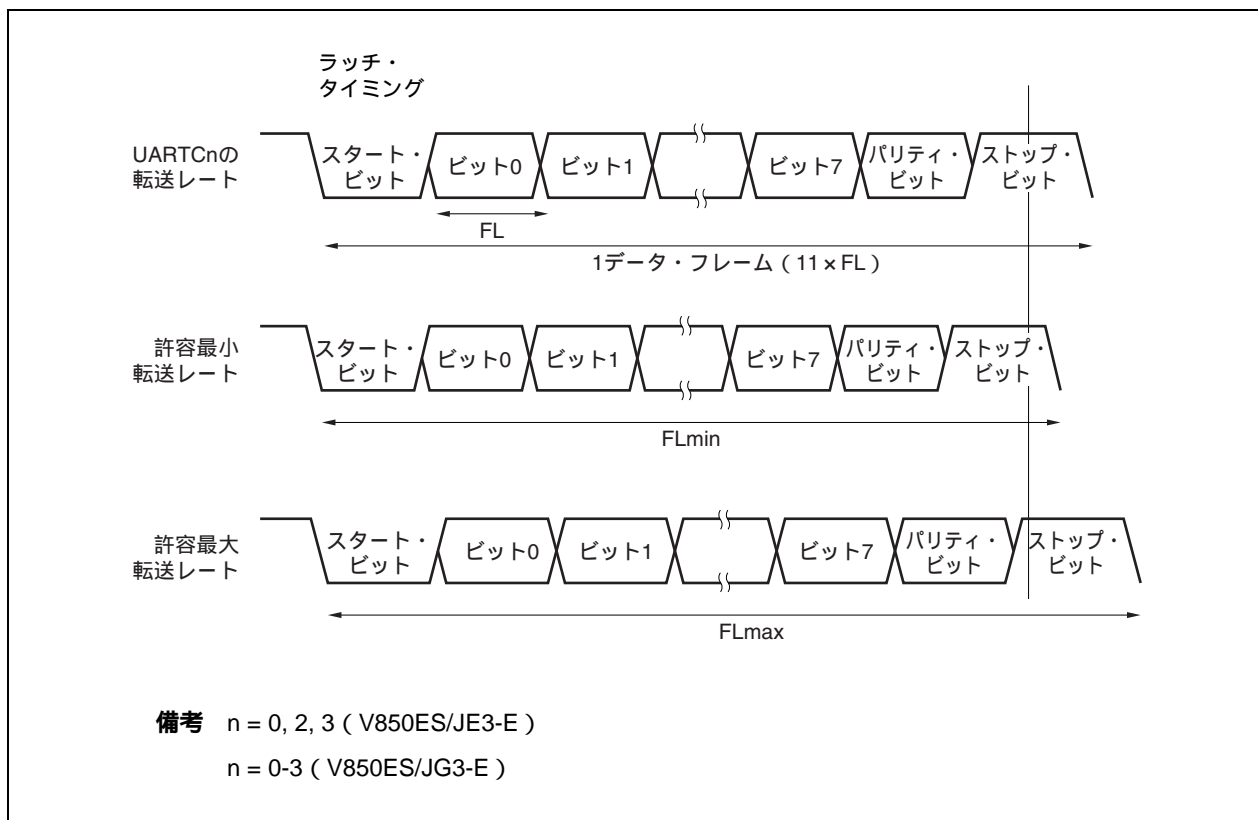 ラッチ・
タイミング
UARTCnの
転送レート
スタート・
ビット
ビット0
ビット1
ビット7
パリティ・
ビット
ストップ・
ビット
FL
1データ・フレーム（11×FL）
許容最小
転送レート
スタート・
ビット
ビット0
ビット1
ビット7
パリティ・
ビット
ストップ・
ビット
FLmin
許容最大
転送レート
スタート・
ビット
ビット0
ビット1
ビット7
パリティ・
ビット
ストップ・
ビット
FLmax
備考 n = 0, 2, 3（V850ES/JE3-E）
n = 0-3（V850ES/JG3-E）